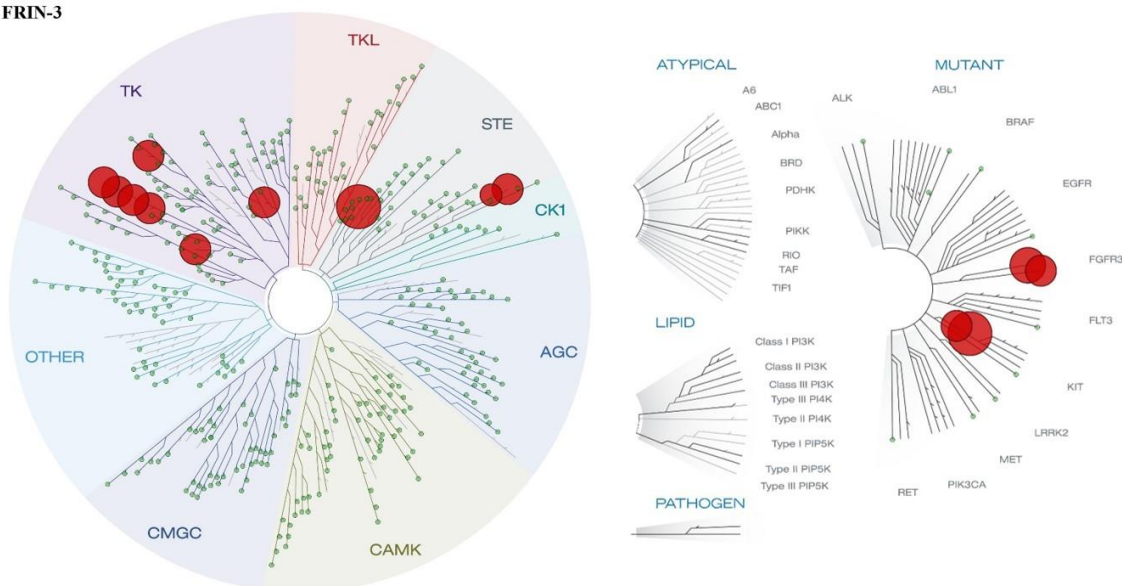 FRIN-3
TK
TKL
STE
CK1
AGC
CAMK
CMGC
OTHER
ATYPICAL
A6
ABC1
Alpha
BRD
PDHK
PIKK
RIO
TAF
TIF1
LIPID
Class I PI3K
Class II PI3K
Class III PI3K
Type III PI4K
Type II PI4K
Type I PIP5K
Type II PIP5K
Type III PIP5K
PATHOGEN
MUTANT
ALK
ABL1
BRAF
EGFR
FGFR3
FLT3
KIT
LRRK2
MET
PIK3CA
RET